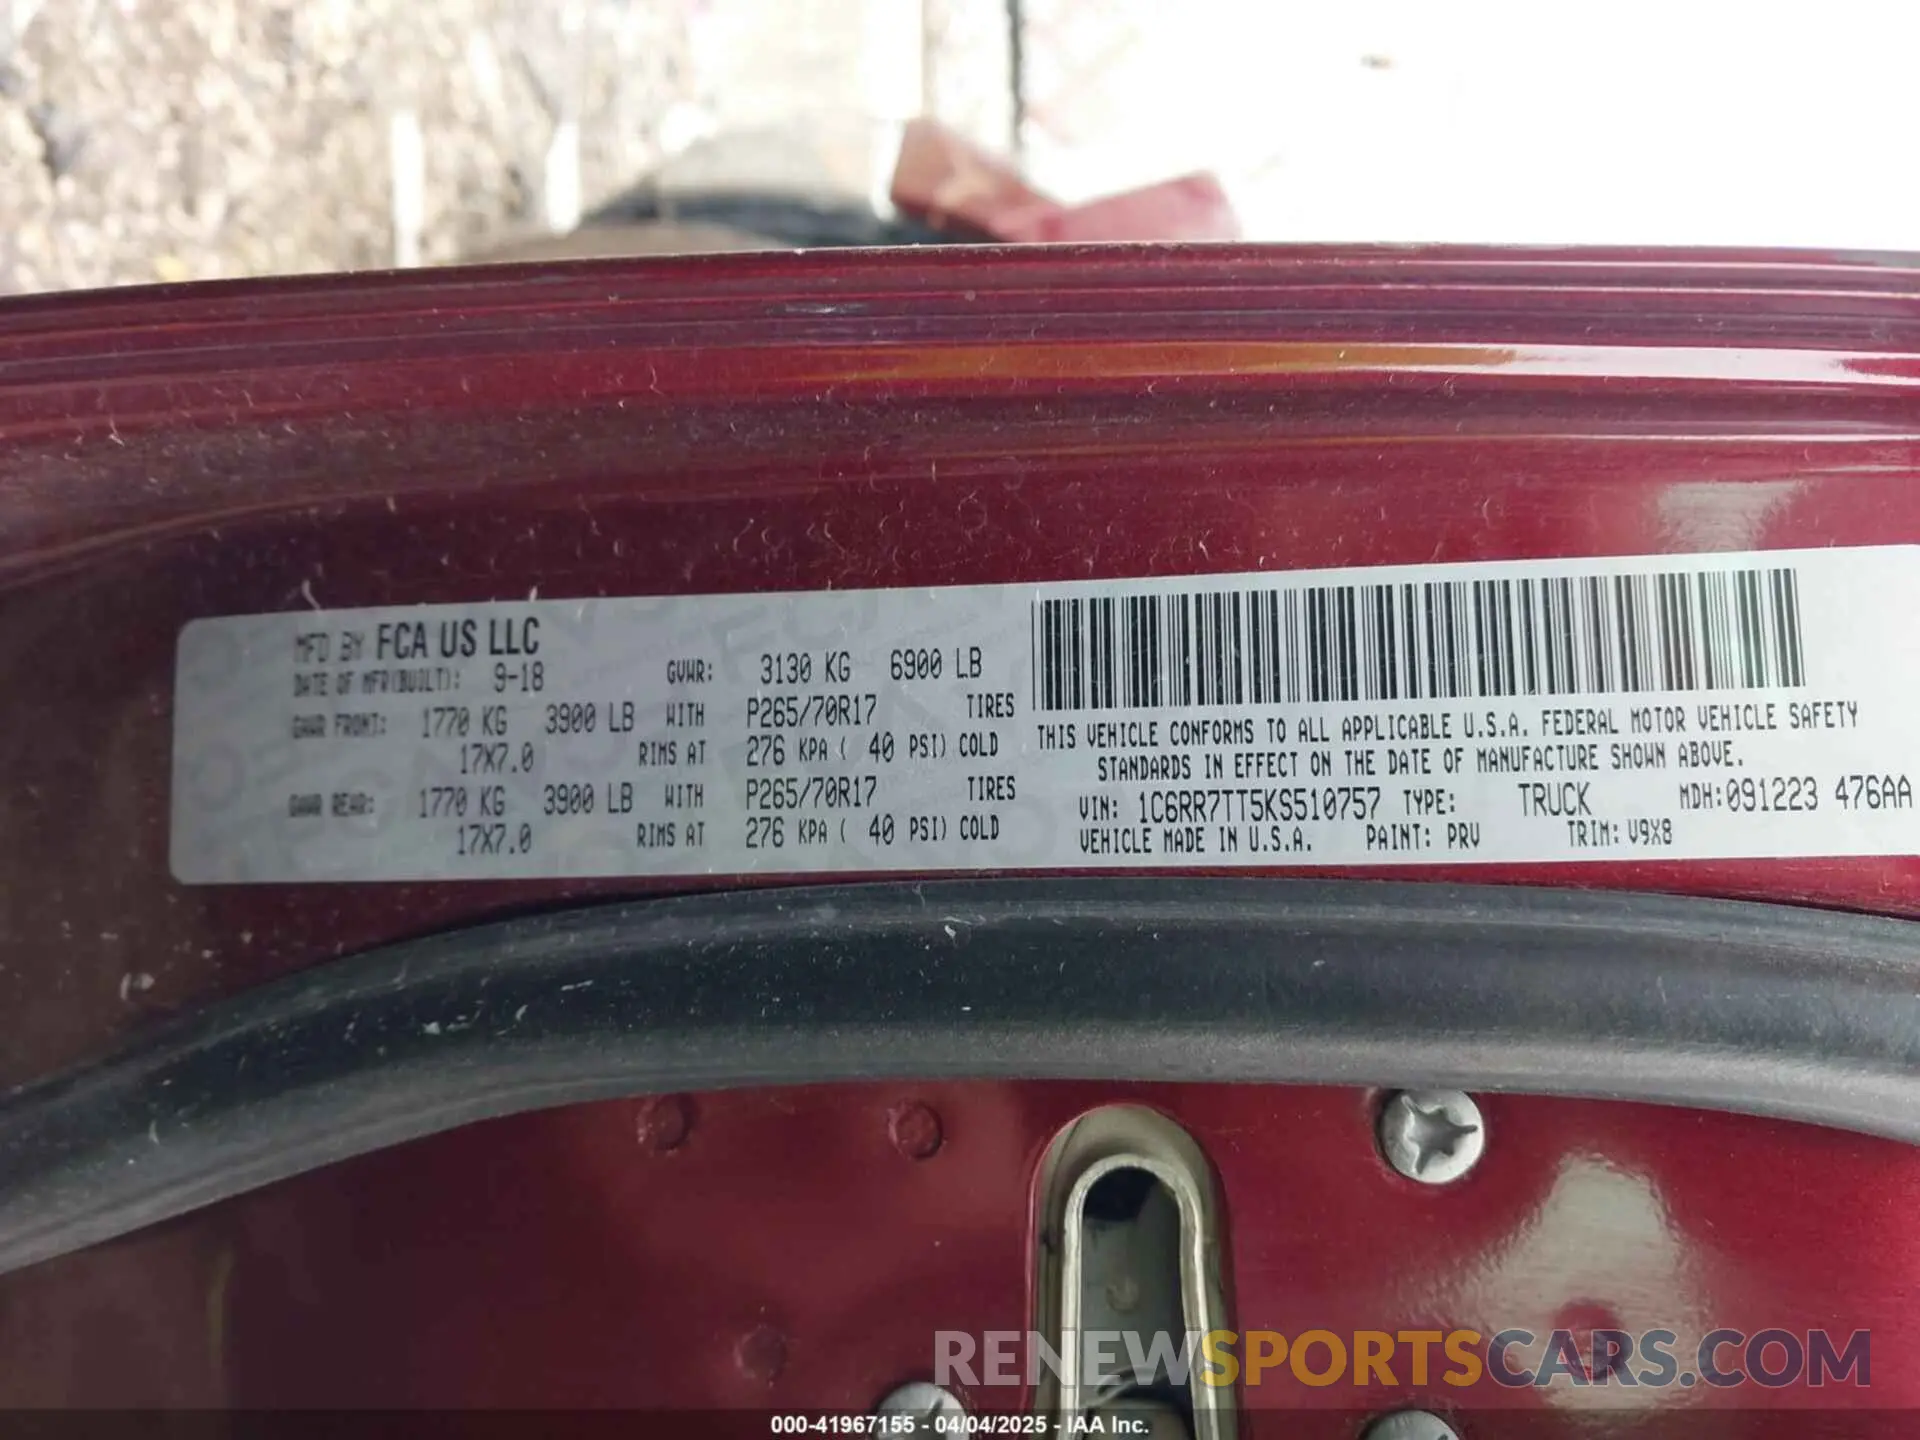 MFD BY FCA US LLC
DATE OF MFR(BUILT): 9-18 GVWR: 3130 KG 6900 LB
GAWR FRONT: 1770 KG 3900 LB WITH P265/70R17 TIRES
17X7.0 RIMS AT 276 KPA ( 40 PSI) COLD
GAWR REAR: 1770 KG 3900 LB WITH P265/70R17 TIRES
17X7.0 RIMS AT 276 KPA ( 40 PSI) COLD
THIS VEHICLE CONFORMS TO ALL APPLICABLE U.S.A. FEDERAL MOTOR VEHICLE SAFETY
STANDARDS IN EFFECT ON THE DATE OF MANUFACTURE SHOWN ABOVE.
VIN: 1C6RR7TT5KS510757 TYPE: TRUCK MDH:091223 476AA
VEHICLE MADE IN U.S.A. PAINT: PRV TRIM: V9X8
RENEWSPORTSCARS.COM
000-41967155 - 04/04/2025 - IAA Inc.